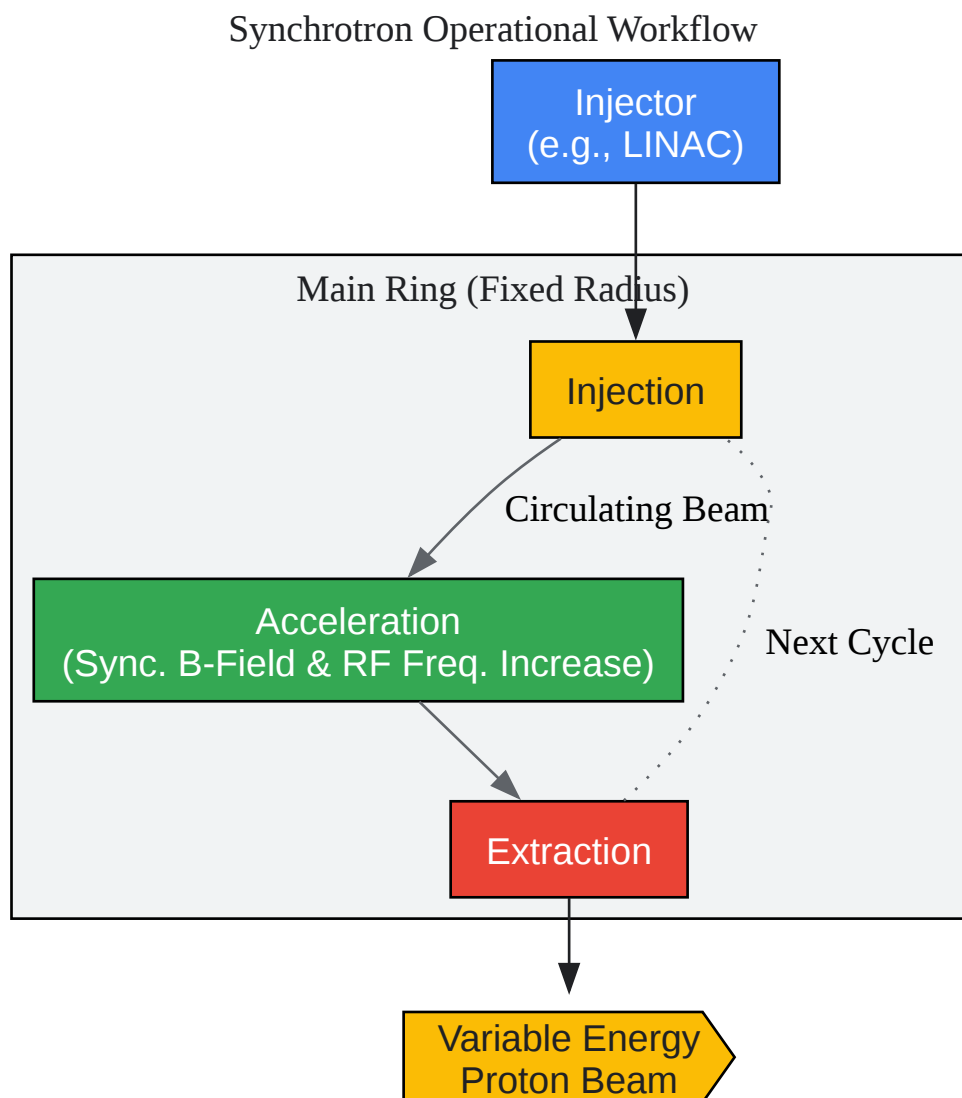 Synchrotron Operational Workflow
Injector
(e.g., LINAC)
Main Ring (Fixed Radius)
Injection
Circulating Beam
Acceleration
(Sync. B-Field & RF Freq. Increase)
Next Cycle
Extraction
Variable Energy
Proton Beam